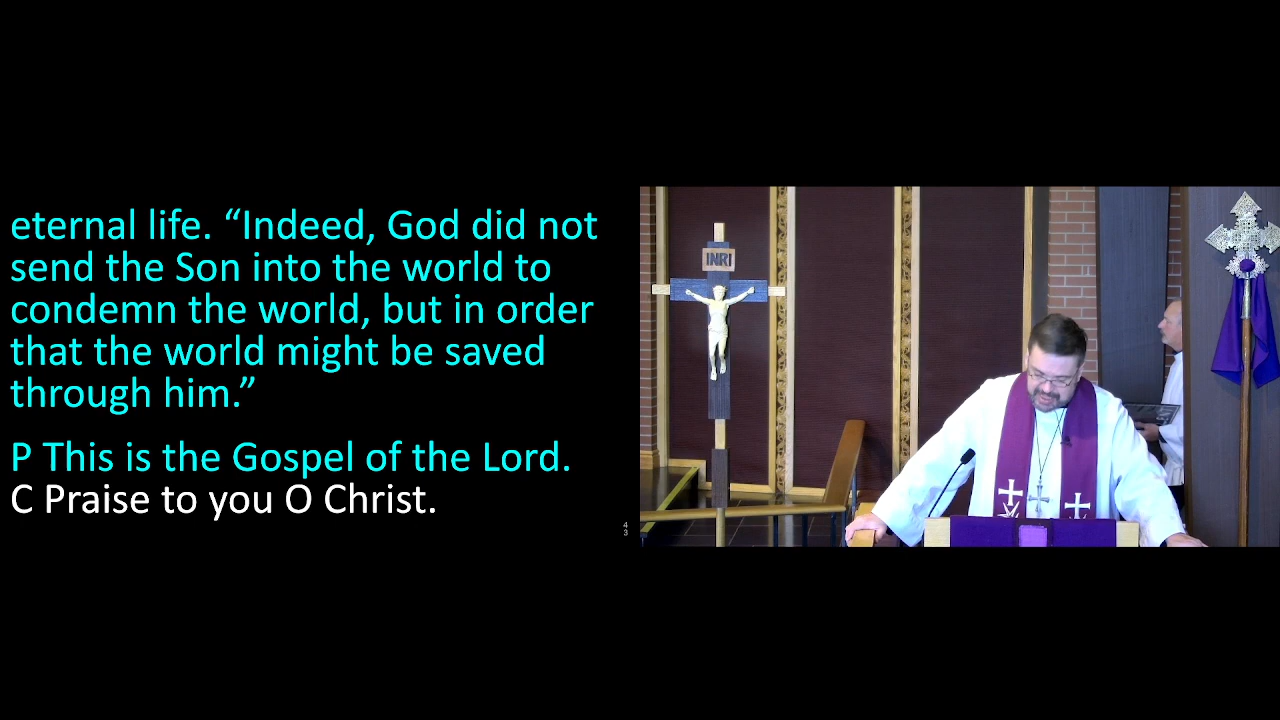 eternal life. “Indeed, God did not
send the Son into the world to
condemn the world, but in order
that the world might be saved
through him.”
P This is the Gospel of the Lord.
C Praise to you O Christ.
43
INRI